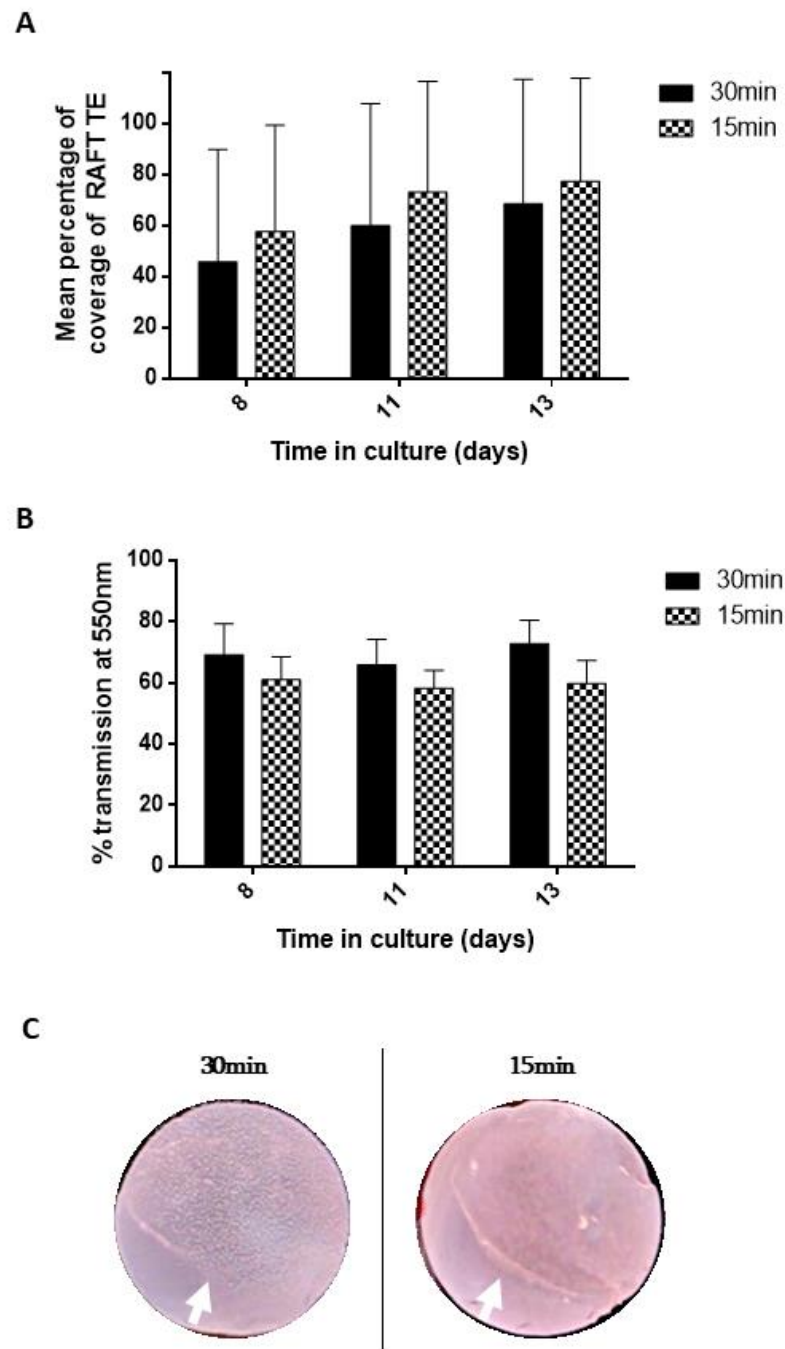 A
Mean percentage of
coverage of RAFT TE
100
80
60
40
20
0
8
11
13
Time in culture (days)
30min
15min
B
% transmission at 550nm
100
80
60
40
20
0
8
11
13
Time in culture (days)
30min
15min
C
30min
15min